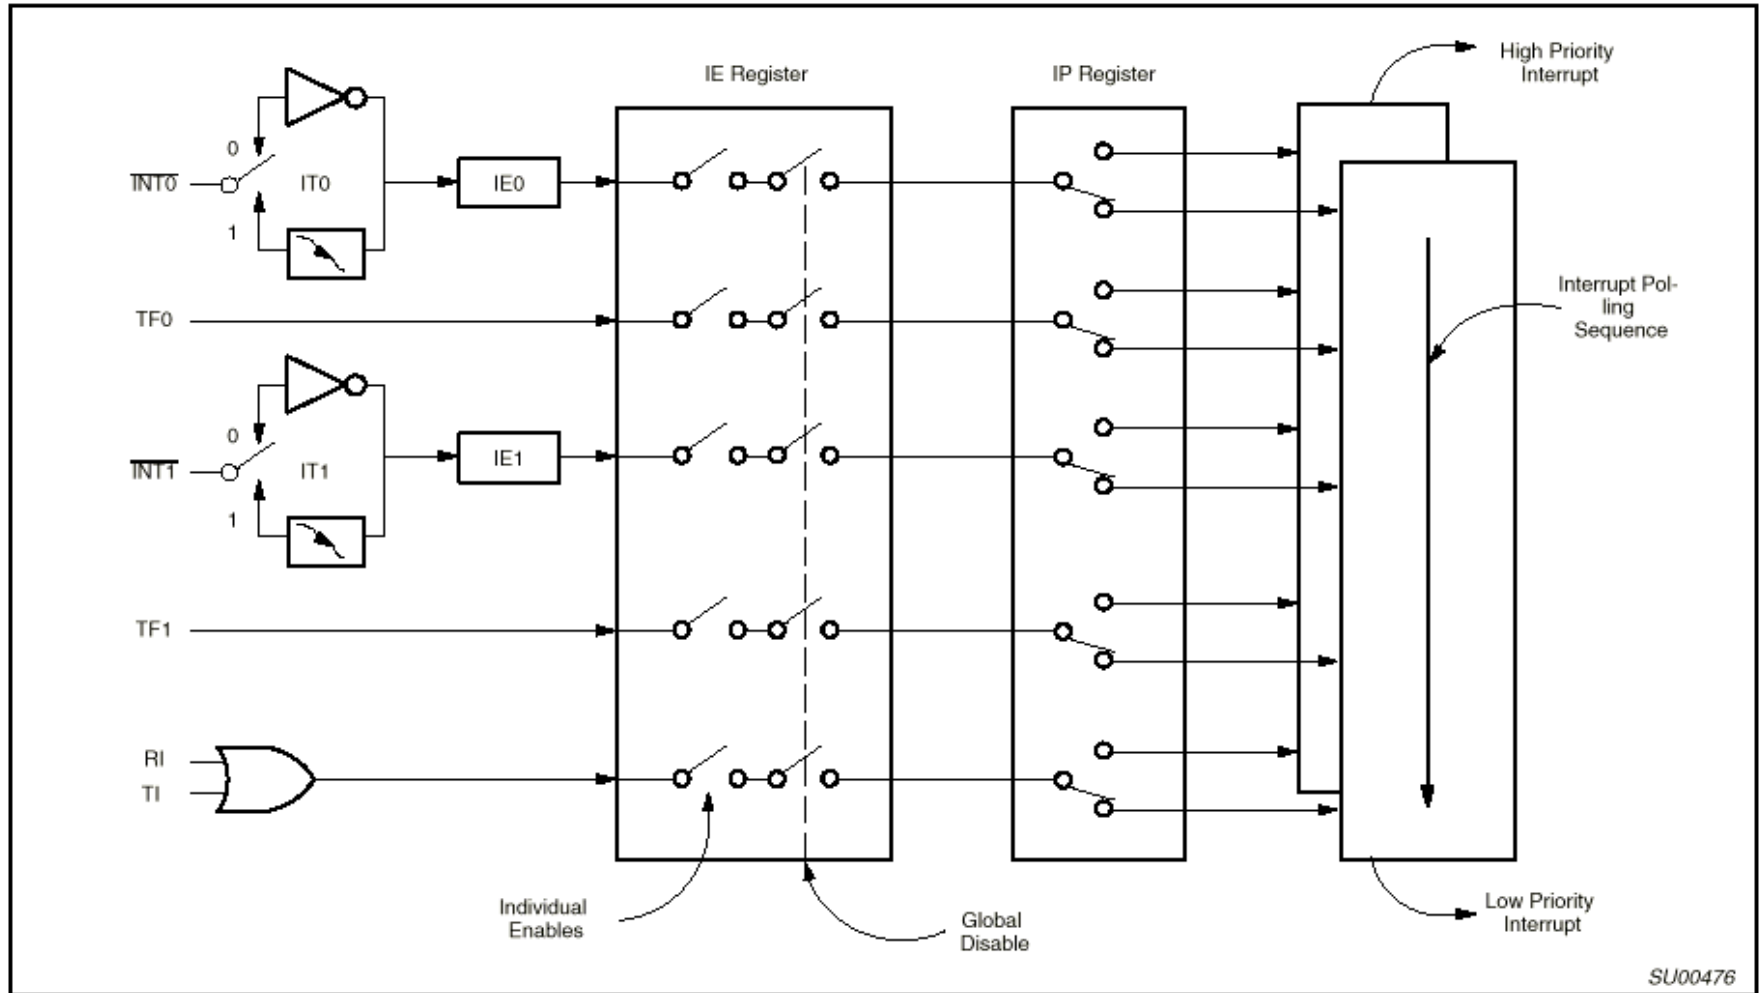 High Priority
Interrupt
IE Register
IP Register
0
INT0
IT0
IE0
1
TF0
Interrupt Pol-
ling
Sequence
0
INT1
IT1
IE1
1
TF1
RI
TI
Individual
Enables
Global
Disable
Low Priority
Interrupt
SU00476